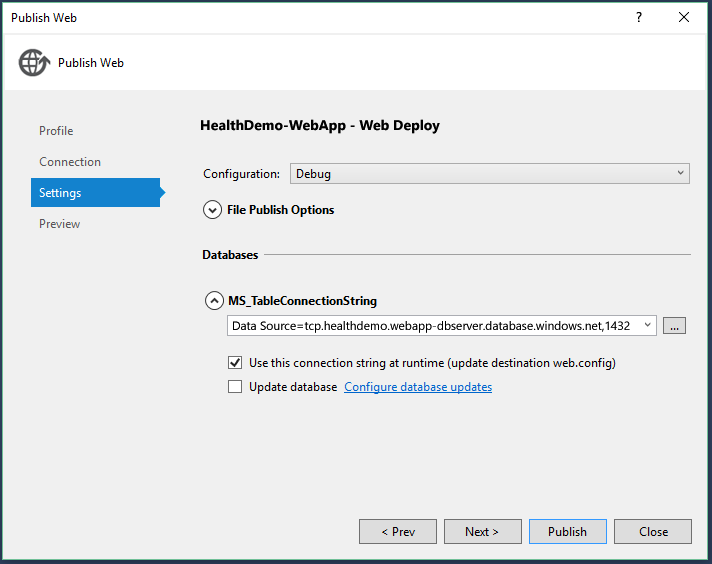 Publish Web
?
Publish Web
Profile
Connection
Settings
Preview
HealthDemo-WebApp - Web Deploy
Configuration: Debug
File Publish Options
Databases
MS_TableConnectionString
Data Source=tcp.healthdemo.webapp-dbserver.database.windows.net,1432
...
Use this connection string at runtime (update destination web.config)
Update database Configure database updates
< Prev Next > Publish Close